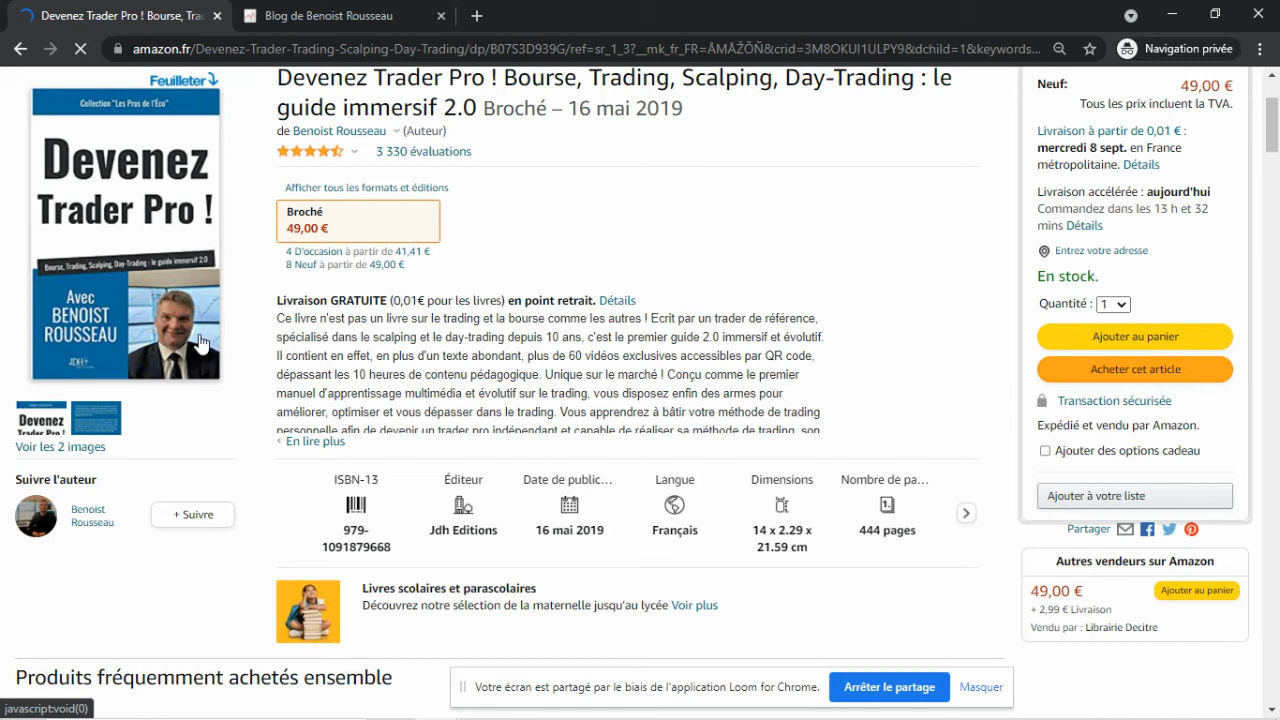 Devenez Trader Pro ! Bourse, Tra
Blog de Benoist Rousseau
amazon.fr/Devenez-Trader-Trading-Scalping-Day-Trading/dp/B07S3D939G/ref=sr_1_3?__mk_fr_FR=ÅMÅŽÕÑ&crid=3M8OKUI1ULPY9&dchild=1&keywords...
Navigation privée
Feuilleter
Collection "Les Pros de l'Éco"
Devenez
Trader Pro !
Bourse, Trading, Scalping, Day-Trading : le guide immersif 2.0
Avec
BENOIST
ROUSSEAU
JDH
Devenez
Voir les 2 images
Suivre l'auteur
Benoist
Rousseau
+ Suivre
Devenez Trader Pro ! Bourse, Trading, Scalping, Day-Trading : le
guide immersif 2.0 Broché – 16 mai 2019
de Benoist Rousseau (Auteur)
3 330 évaluations
Afficher tous les formats et éditions
Broché
49,00 €
4 D'occasion à partir de 41,41 €
8 Neuf à partir de 49,00 €
Livraison GRATUITE (0,01€ pour les livres) en point retrait. Détails
Ce livre n'est pas un livre sur le trading et la bourse comme les autres ! Ecrit par un trader de référence,
spécialisé dans le scalping et le day-trading depuis 10 ans, c'est le premier guide 2.0 immersif et évolutif.
Il contient en effet, en plus d'un texte abondant, plus de 60 vidéos exclusives accessibles par QR code,
dépassant les 10 heures de contenu pédagogique. Unique sur le marché ! Conçu comme le premier
manuel d'apprentissage multimédia et évolutif sur le trading, vous disposez enfin des armes pour
améliorer, optimiser et vous dépasser dans le trading. Vous apprendrez à bâtir votre méthode de trading
personnelle afin de devenir un trader pro indépendant et capable de réaliser sa méthode de trading, son
En lire plus
ISBN-13
979-
1091879668
Éditeur
Jdh Editions
Date de public...
16 mai 2019
Langue
Français
Dimensions
14 x 2.29 x
21.59 cm
Nombre de pa...
444 pages
Livres scolaires et parascolaires
Découvrez notre sélection de la maternelle jusqu'au lycée Voir plus
Produits fréquemment achetés ensemble
Neuf: 49,00 €
Tous les prix incluent la TVA.
Livraison à partir de 0,01 € :
mercredi 8 sept. en France
métropolitaine. Détails
Livraison accélérée : aujourd'hui
Commandez dans les 13 h et 32
mins Détails
Entrez votre adresse
En stock.
Quantité : 1
Ajouter au panier
Acheter cet article
Transaction sécurisée
Expédié et vendu par Amazon.
Ajouter des options cadeau
Ajouter à votre liste
Partager
Autres vendeurs sur Amazon
49,00 €
Ajouter au panier
+ 2,99 € Livraison
Vendu par : Librairie Decitre
Votre écran est partagé par le biais de l'application Loom for Chrome.
Arrêter le partage
Masquer
javascript:void(0)